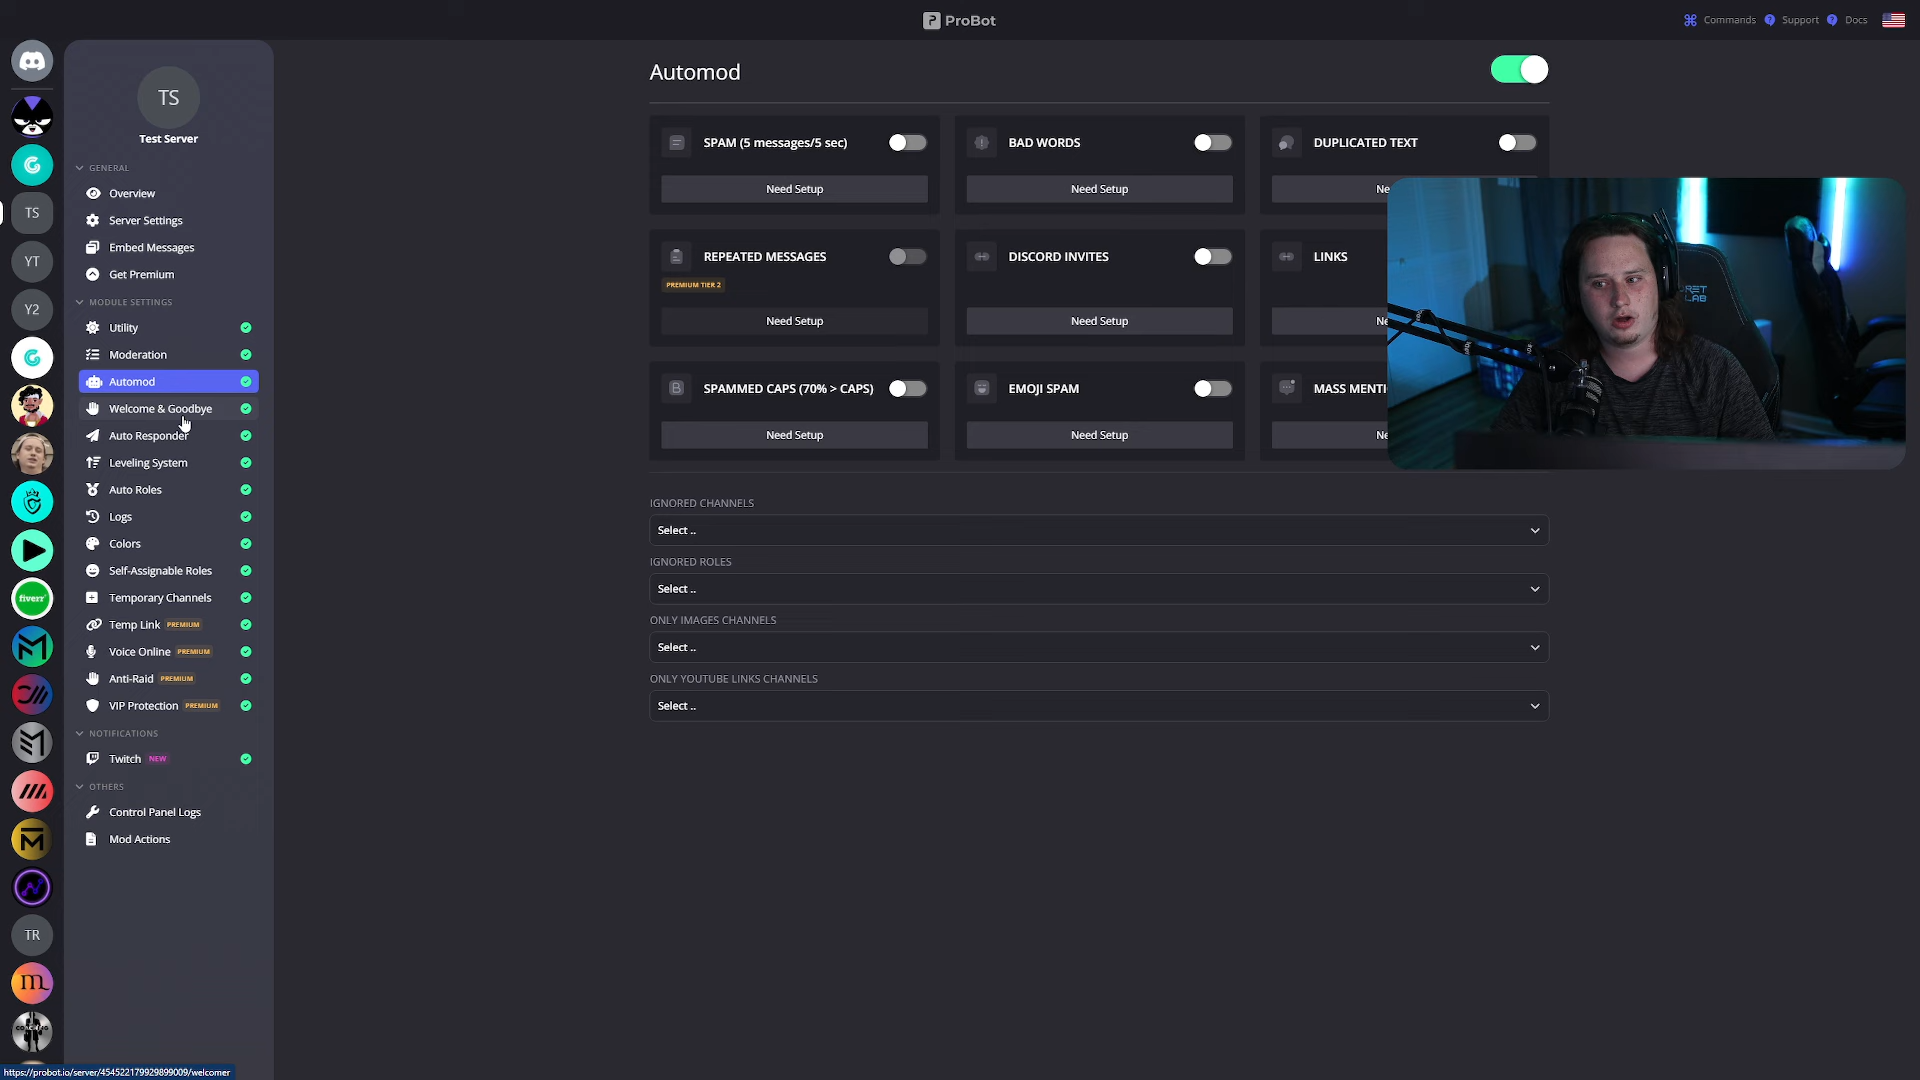 ProBot
Commands
Support
Docs
TS
Test Server
GENERAL
Overview
Server Settings
Embed Messages
Get Premium
MODULE SETTINGS
Utility
Moderation
Automod
Welcome & Goodbye
Auto Responder
Leveling System
Auto Roles
Logs
Colors
Self-Assignable Roles
Temporary Channels
Temp Link PREMIUM
Voice Online PREMIUM
Anti-Raid PREMIUM
VIP Protection PREMIUM
NOTIFICATIONS
Twitch NEW
OTHERS
Control Panel Logs
Mod Actions
TS
YT
Y2
fiverr
TR
m
https://probot.io/server/454522179929899009/welcomer
Automod
SPAM (5 messages/5 sec)
Need Setup
BAD WORDS
Need Setup
DUPLICATED TEXT
Ne
REPEATED MESSAGES
PREMIUM TIER 2
Need Setup
DISCORD INVITES
Need Setup
LINKS
Ne
SPAMMED CAPS (70% > CAPS)
Need Setup
EMOJI SPAM
Need Setup
MASS MENTI
Ne
IGNORED CHANNELS
Select ..
IGNORED ROLES
Select ..
ONLY IMAGES CHANNELS
Select ..
ONLY YOUTUBE LINKS CHANNELS
Select ..